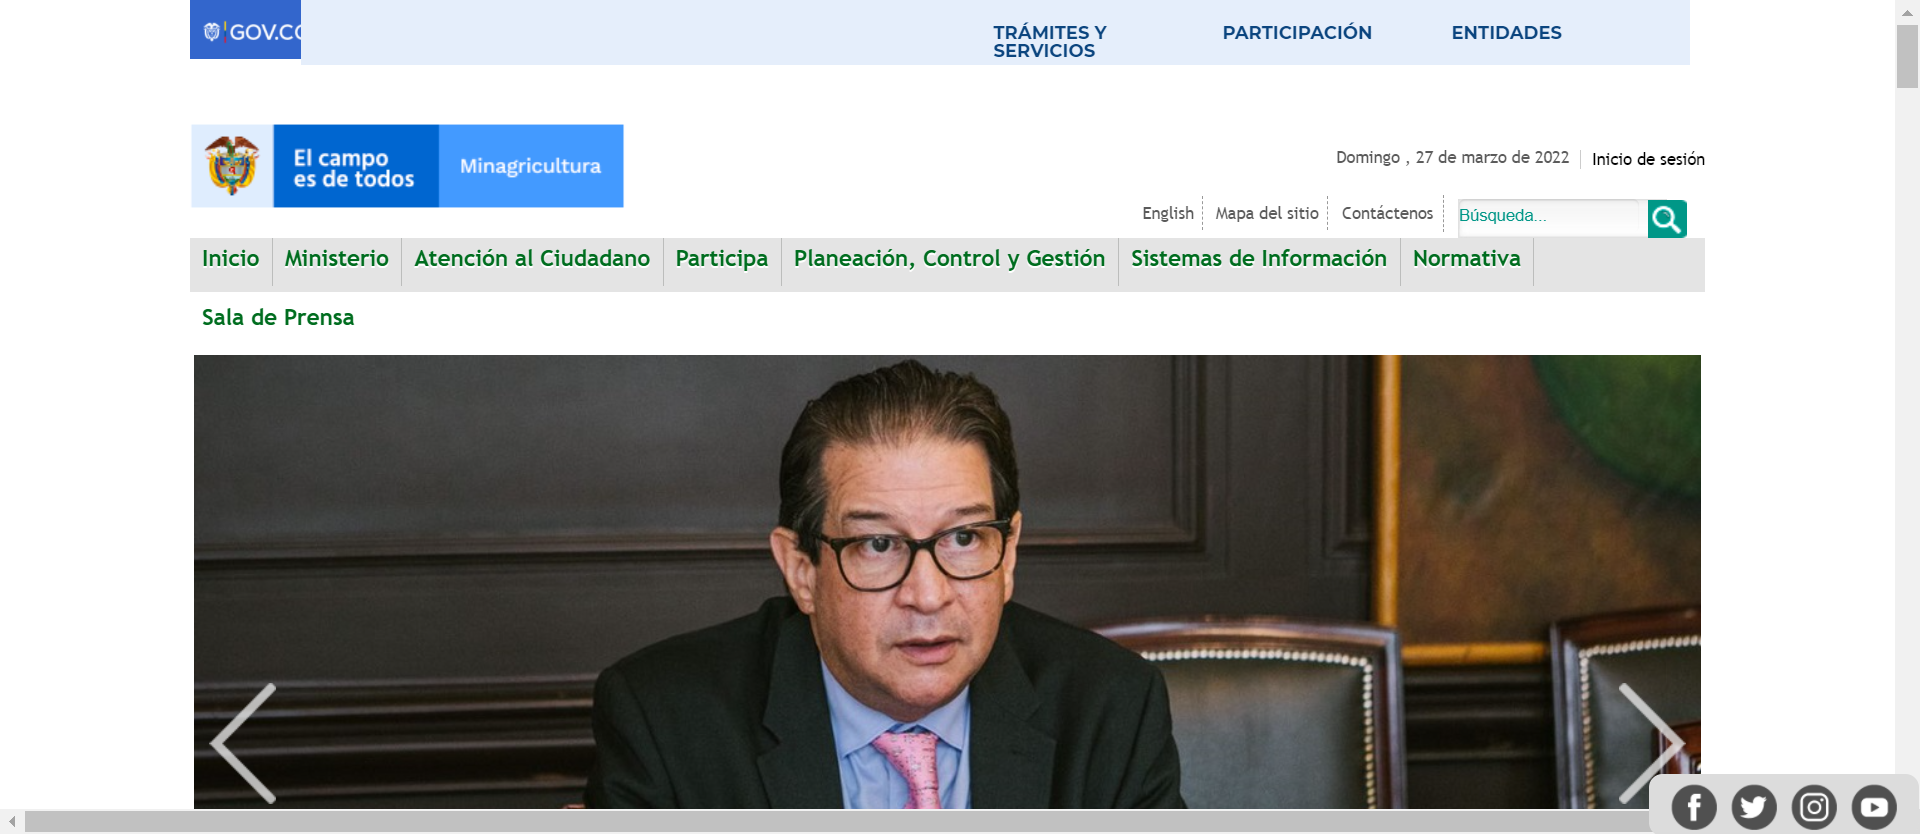 GOV.CO
TRÁMITES Y
SERVICIOS
PARTICIPACIÓN
ENTIDADES
El campo
es de todos
Minagricultura
Domingo , 27 de marzo de 2022
Inicio de sesión
English
Mapa del sitio
Contáctenos
Búsqueda...
Inicio
Ministerio
Atención al Ciudadano
Participa
Planeación, Control y Gestión
Sistemas de Información
Normativa
Sala de Prensa